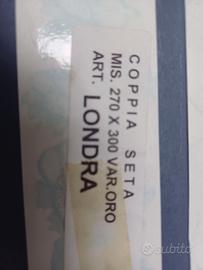 COPPIA SETA
MIS. 270 X 300 VAR.ORO
ART. LONDRA
subito